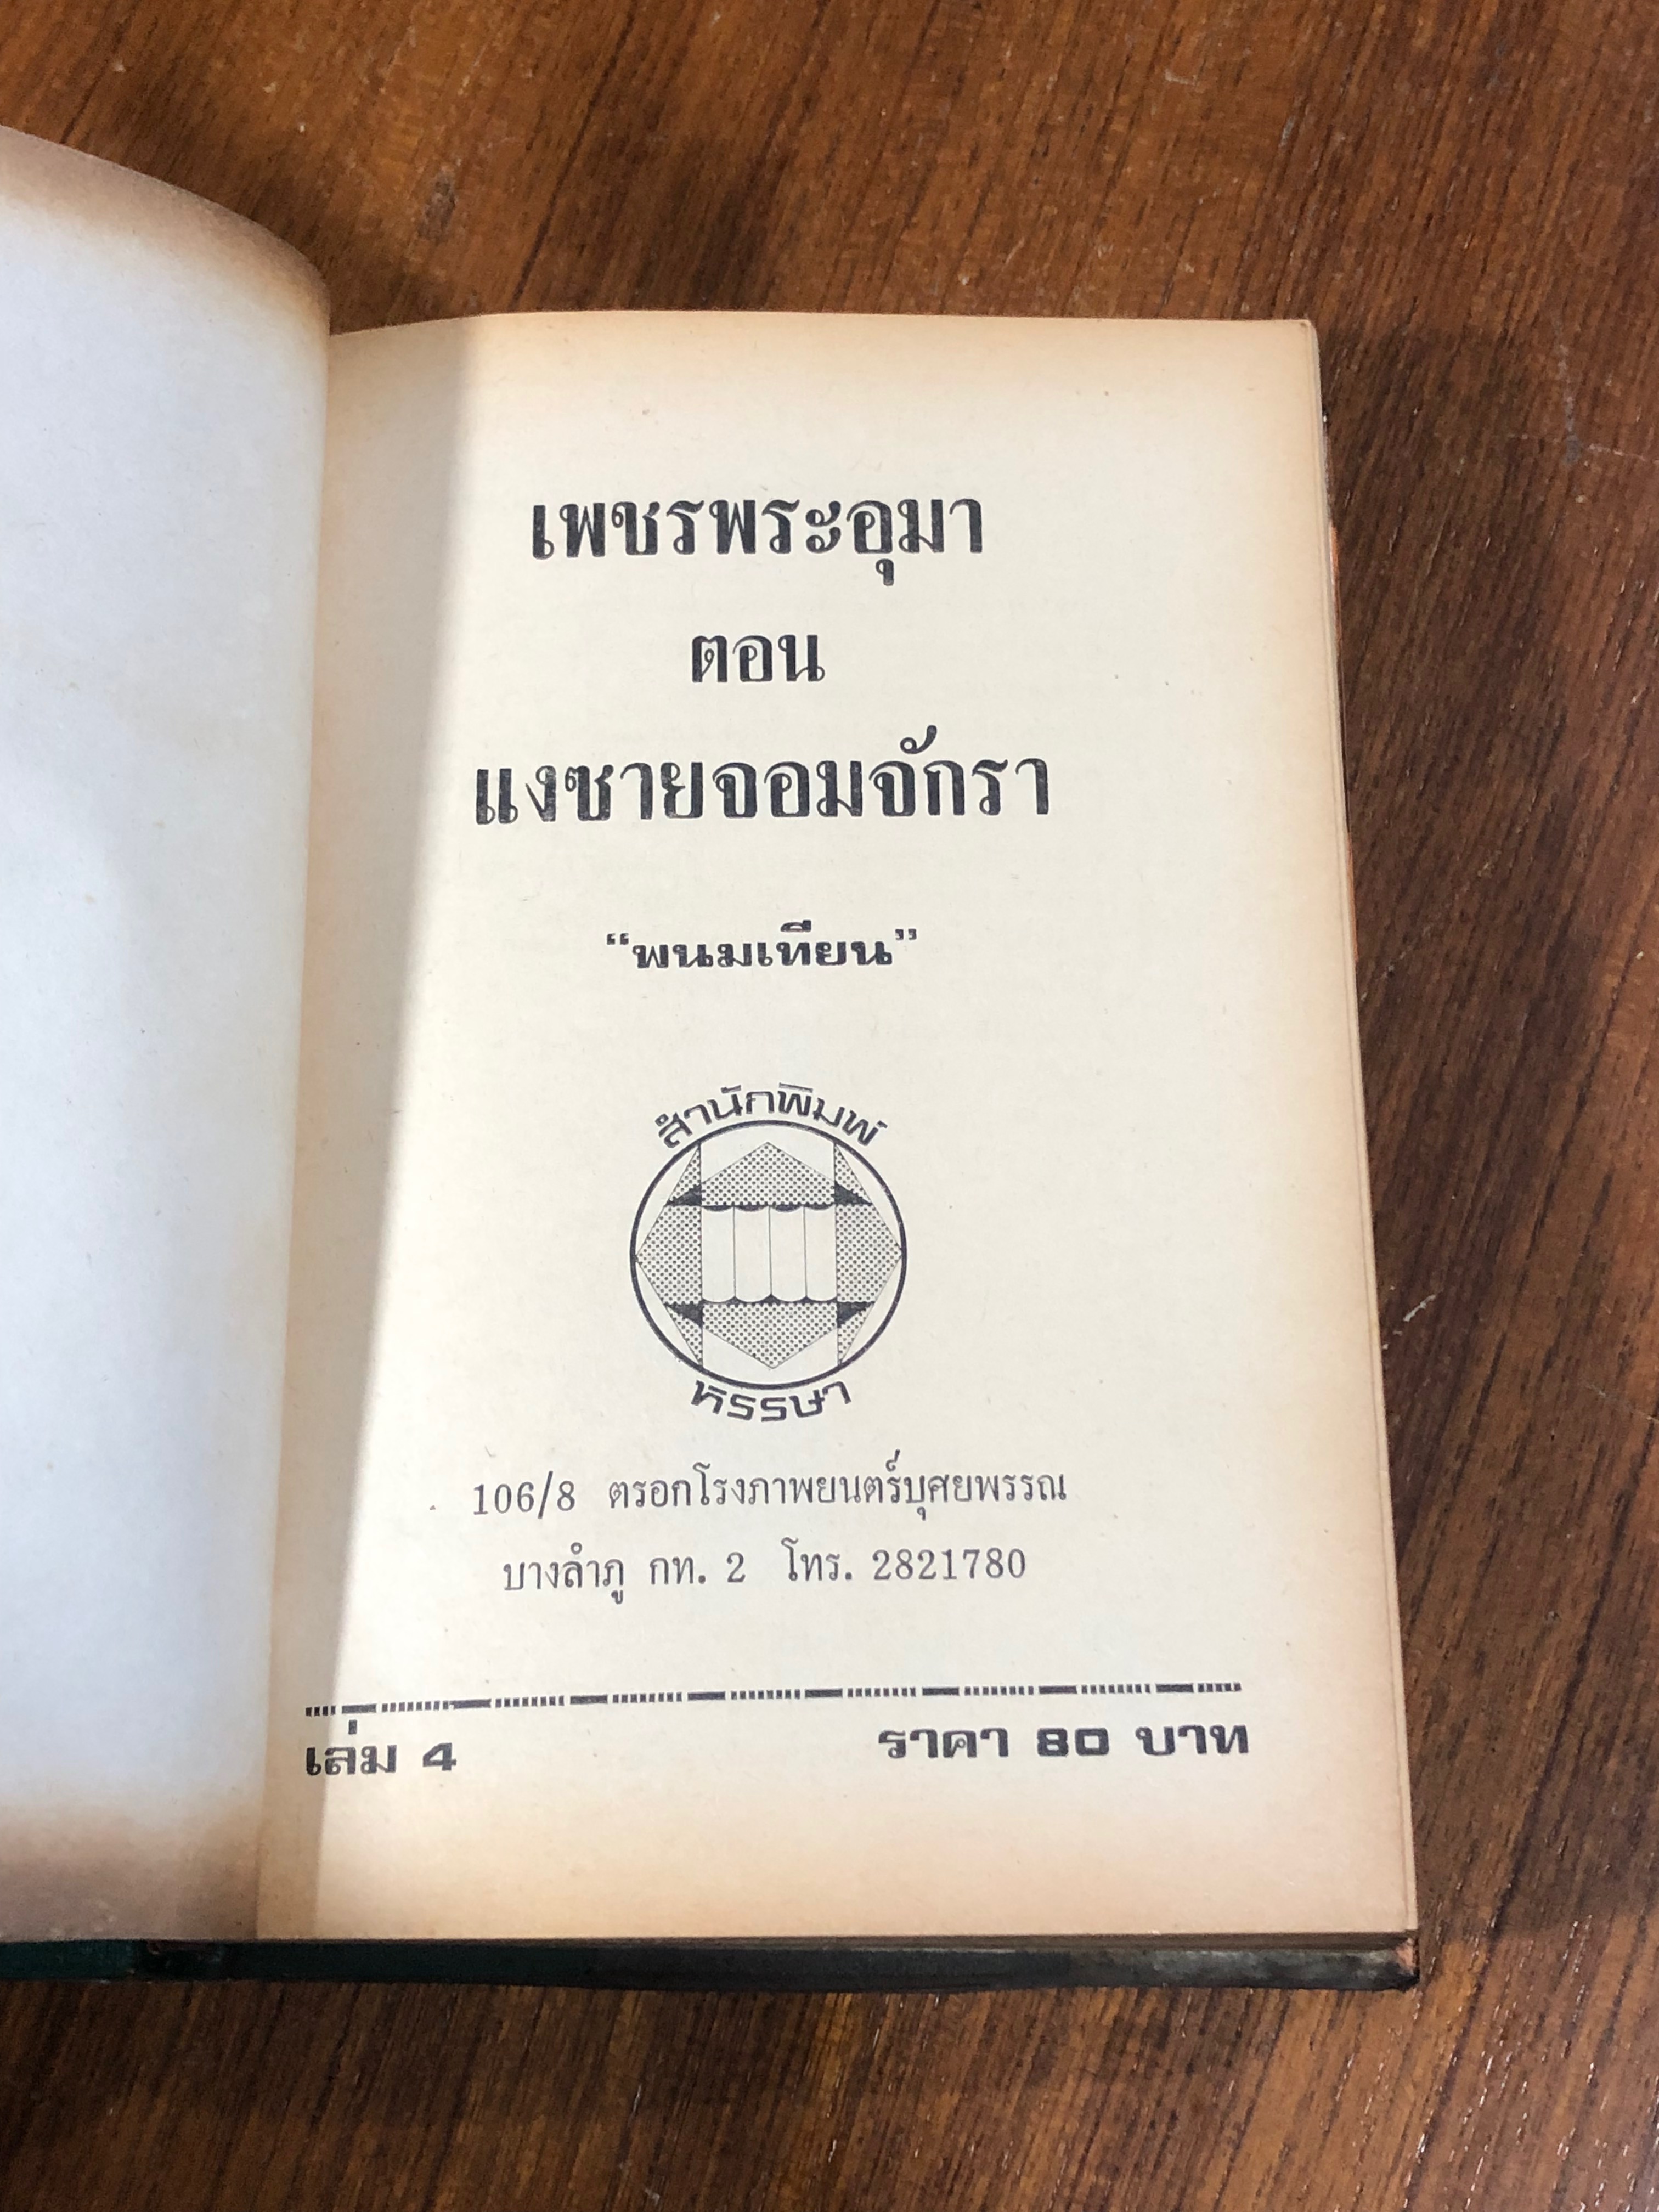 เพชรพระอุมา
ตอน
แงซายจอมจักรา
“พนมเทียน”
สำนักพิมพ์
หรรษา
106/8 ตรอกโรงภาพยนตร์บุศยพรรณ
บางลำภู กท. 2 โทร. 2821780
เล่ม 4 ราคา 80 บาท